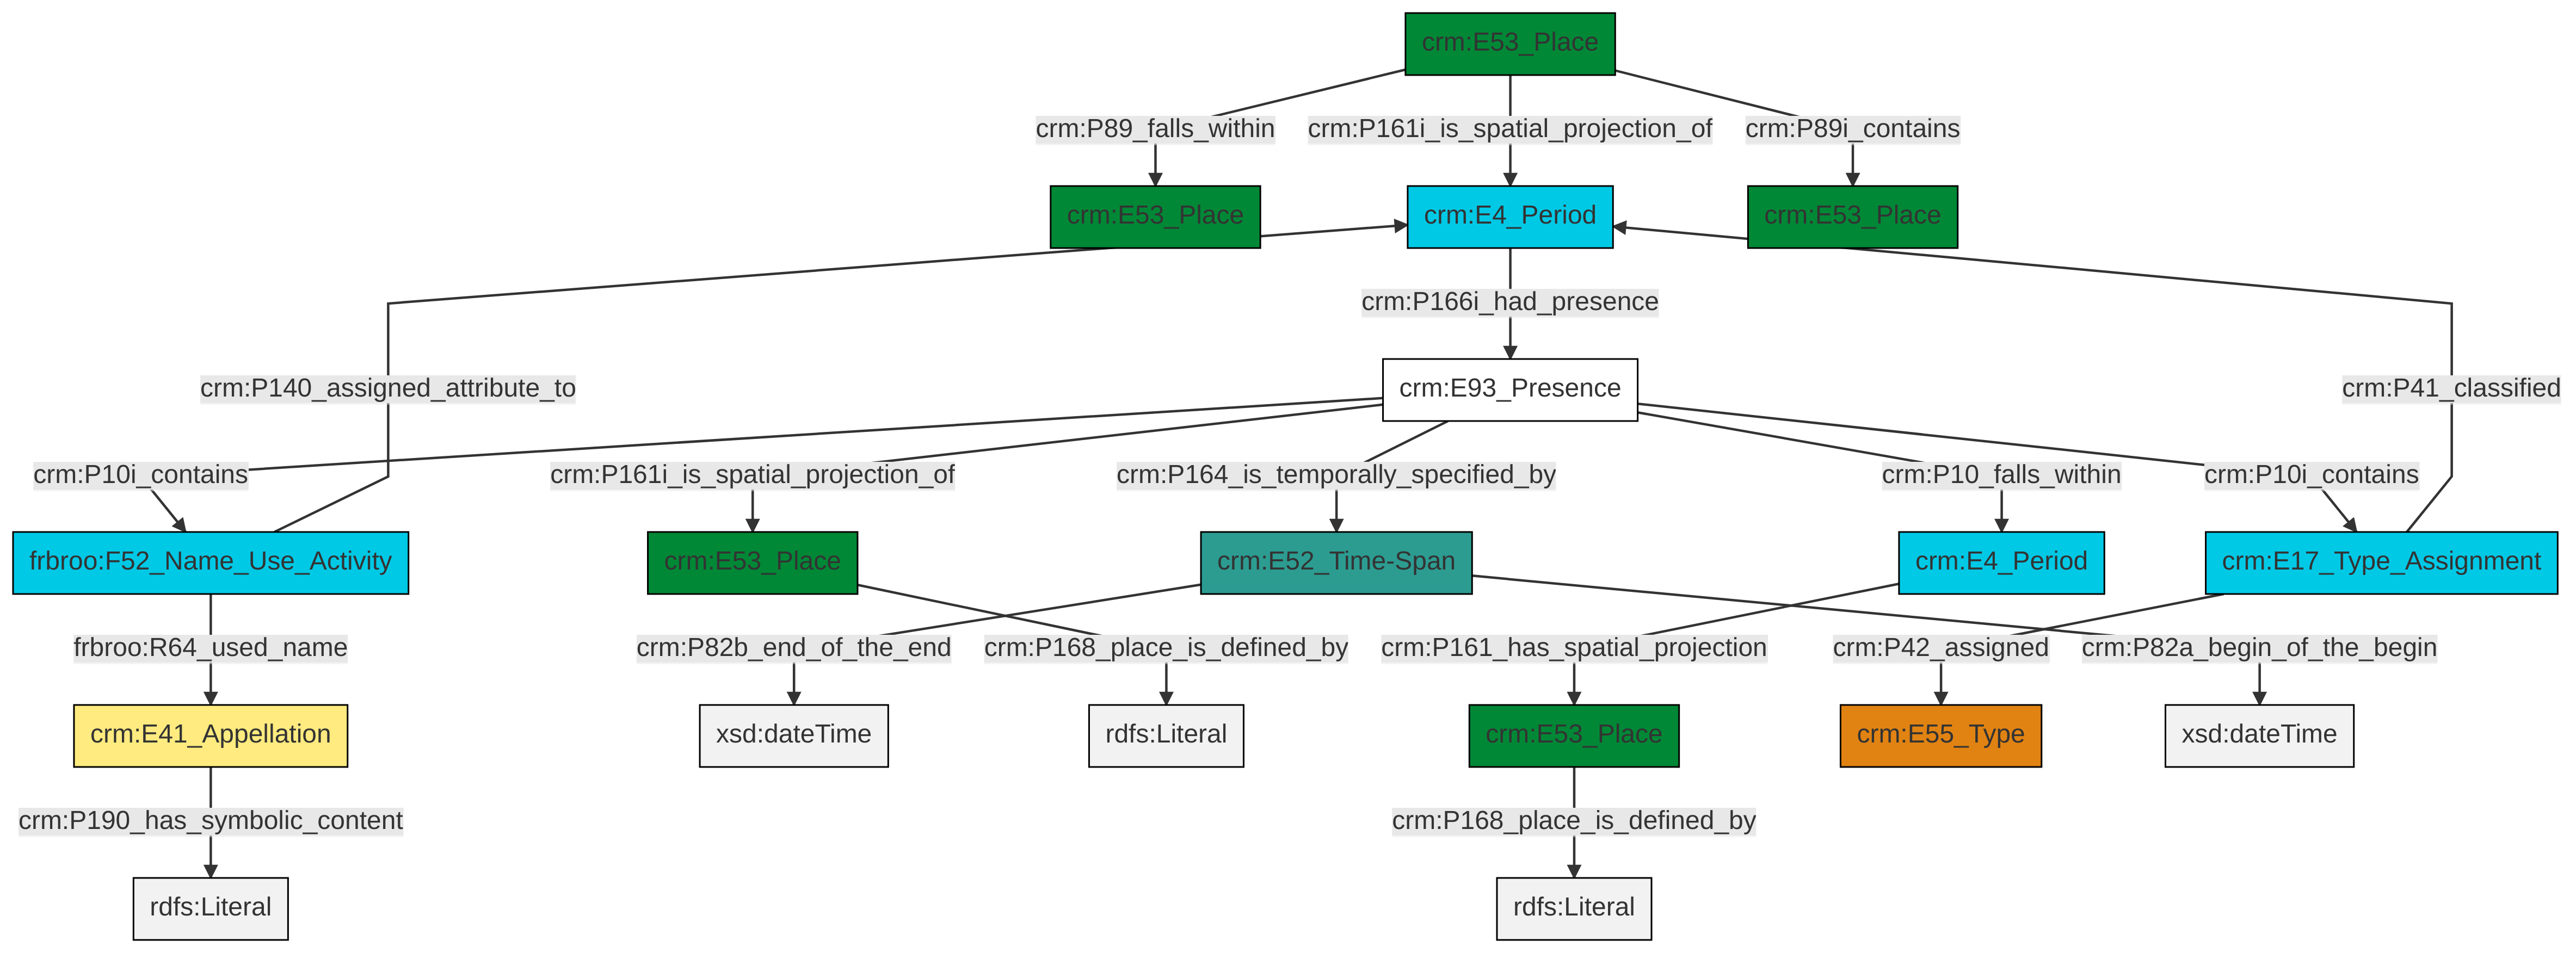 crm:E53_Place
crm:P89_falls_within
crm:P161i_is_spatial_projection_of
crm:P89i_contains
crm:E53_Place
crm:E4_Period
crm:E53_Place
crm:P166i_had_presence
crm:P140_assigned_attribute_to
crm:E93_Presence
crm:P41_classified
crm:P10i_contains
crm:P161i_is_spatial_projection_of
crm:P164_is_temporally_specified_by
crm:P10_falls_within
crm:P10i_contains
frbroo:F52_Name_Use_Activity
crm:E53_Place
crm:E52_Time-Span
crm:E4_Period
crm:E17_Type_Assignment
frbroo:R64_used_name
crm:P82b_end_of_the_end
crm:P168_place_is_defined_by
crm:P161_has_spatial_projection
crm:P42_assigned
crm:P82a_begin_of_the_begin
crm:E41_Appellation
xsd:dateTime
rdfs:Literal
crm:E53_Place
crm:E55_Type
xsd:dateTime
crm:P190_has_symbolic_content
crm:P168_place_is_defined_by
rdfs:Literal
rdfs:Literal